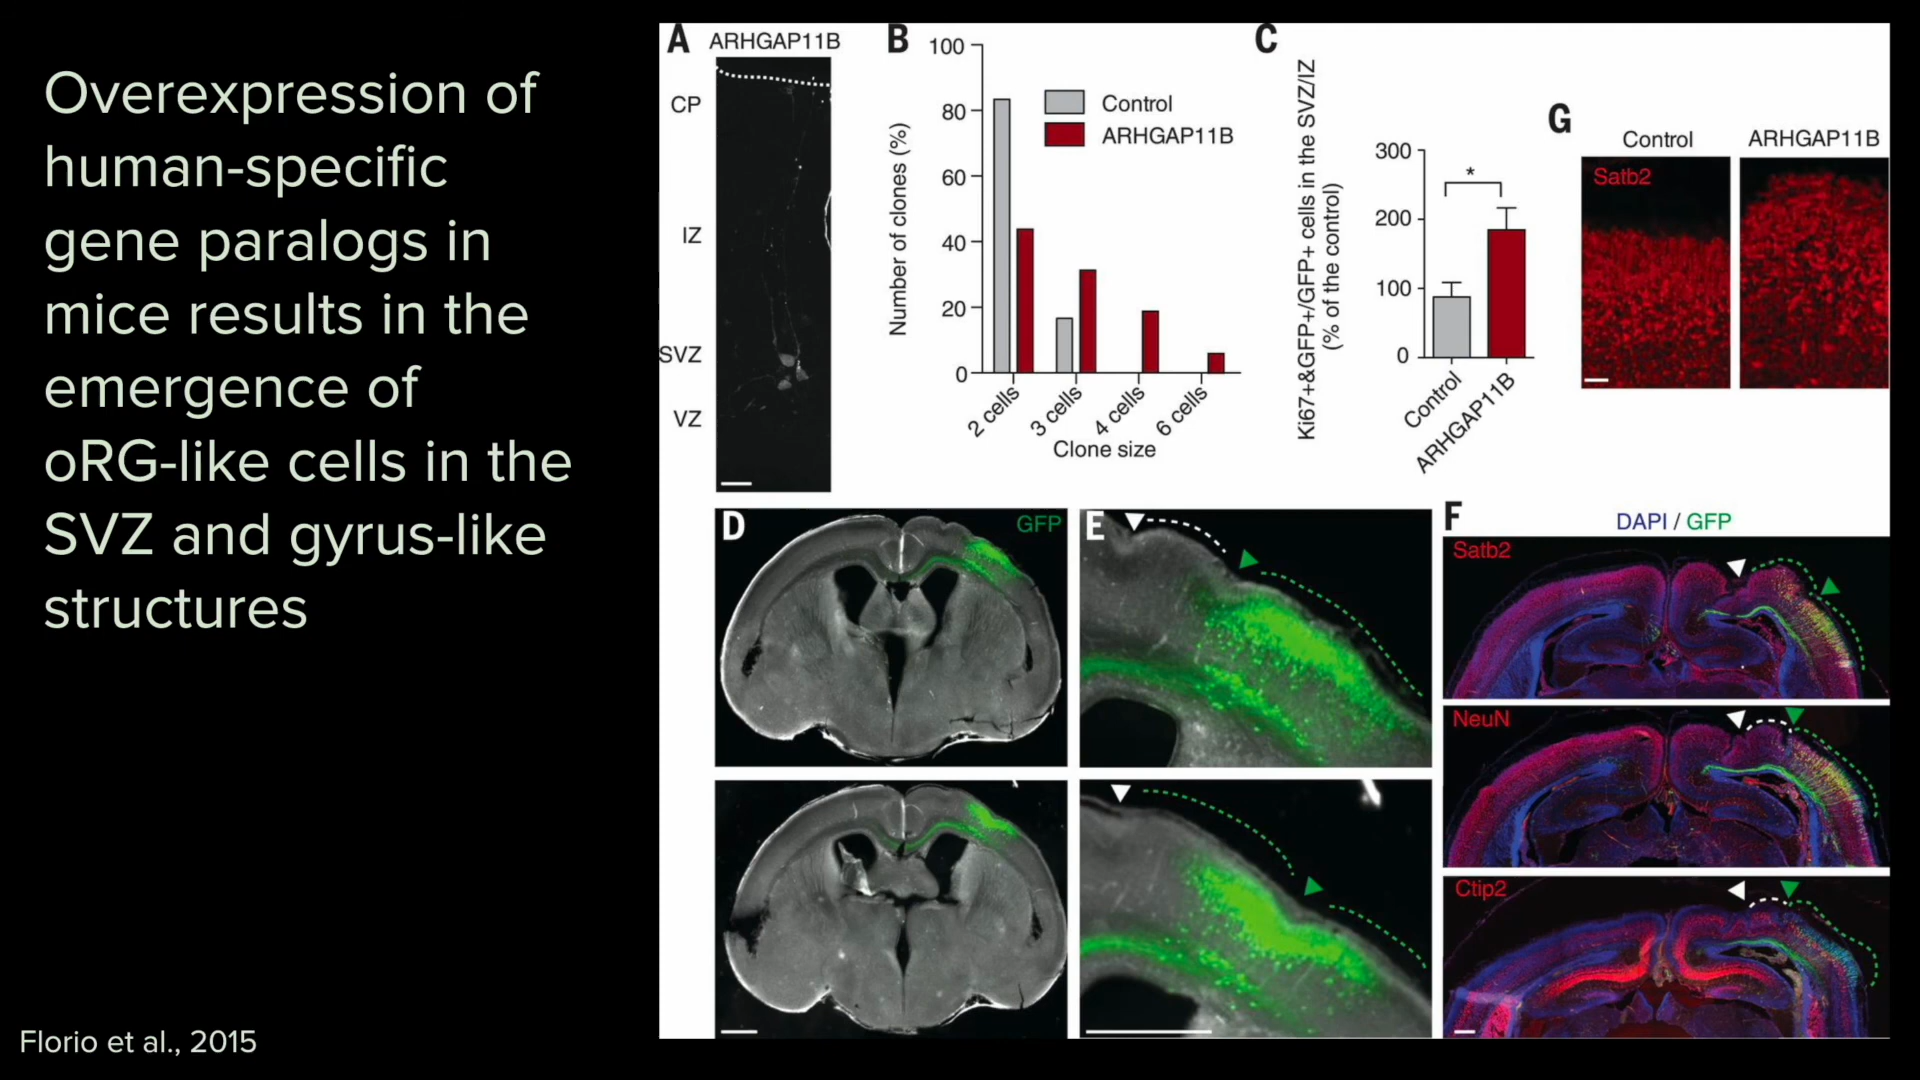 Overexpression of
human-specific
gene paralogs in
mice results in the
emergence of
oRG-like cells in the
SVZ and gyrus-like
structures
Florio et al., 2015
A
ARHGAP11B
CP
IZ
SVZ
VZ
B
100
80
60
40
20
0
Number of clones (%)
Control
ARHGAP11B
2 cells
3 cells
4 cells
6 cells
Clone size
C
Ki67+&GFP+/GFP+ cells in the SVZ/IZ
(% of the control)
300
200
100
0
*
Control
ARHGAP11B
G
Control
ARHGAP11B
Satb2
D
GFP
E
F
DAPI / GFP
Satb2
NeuN
Ctip2